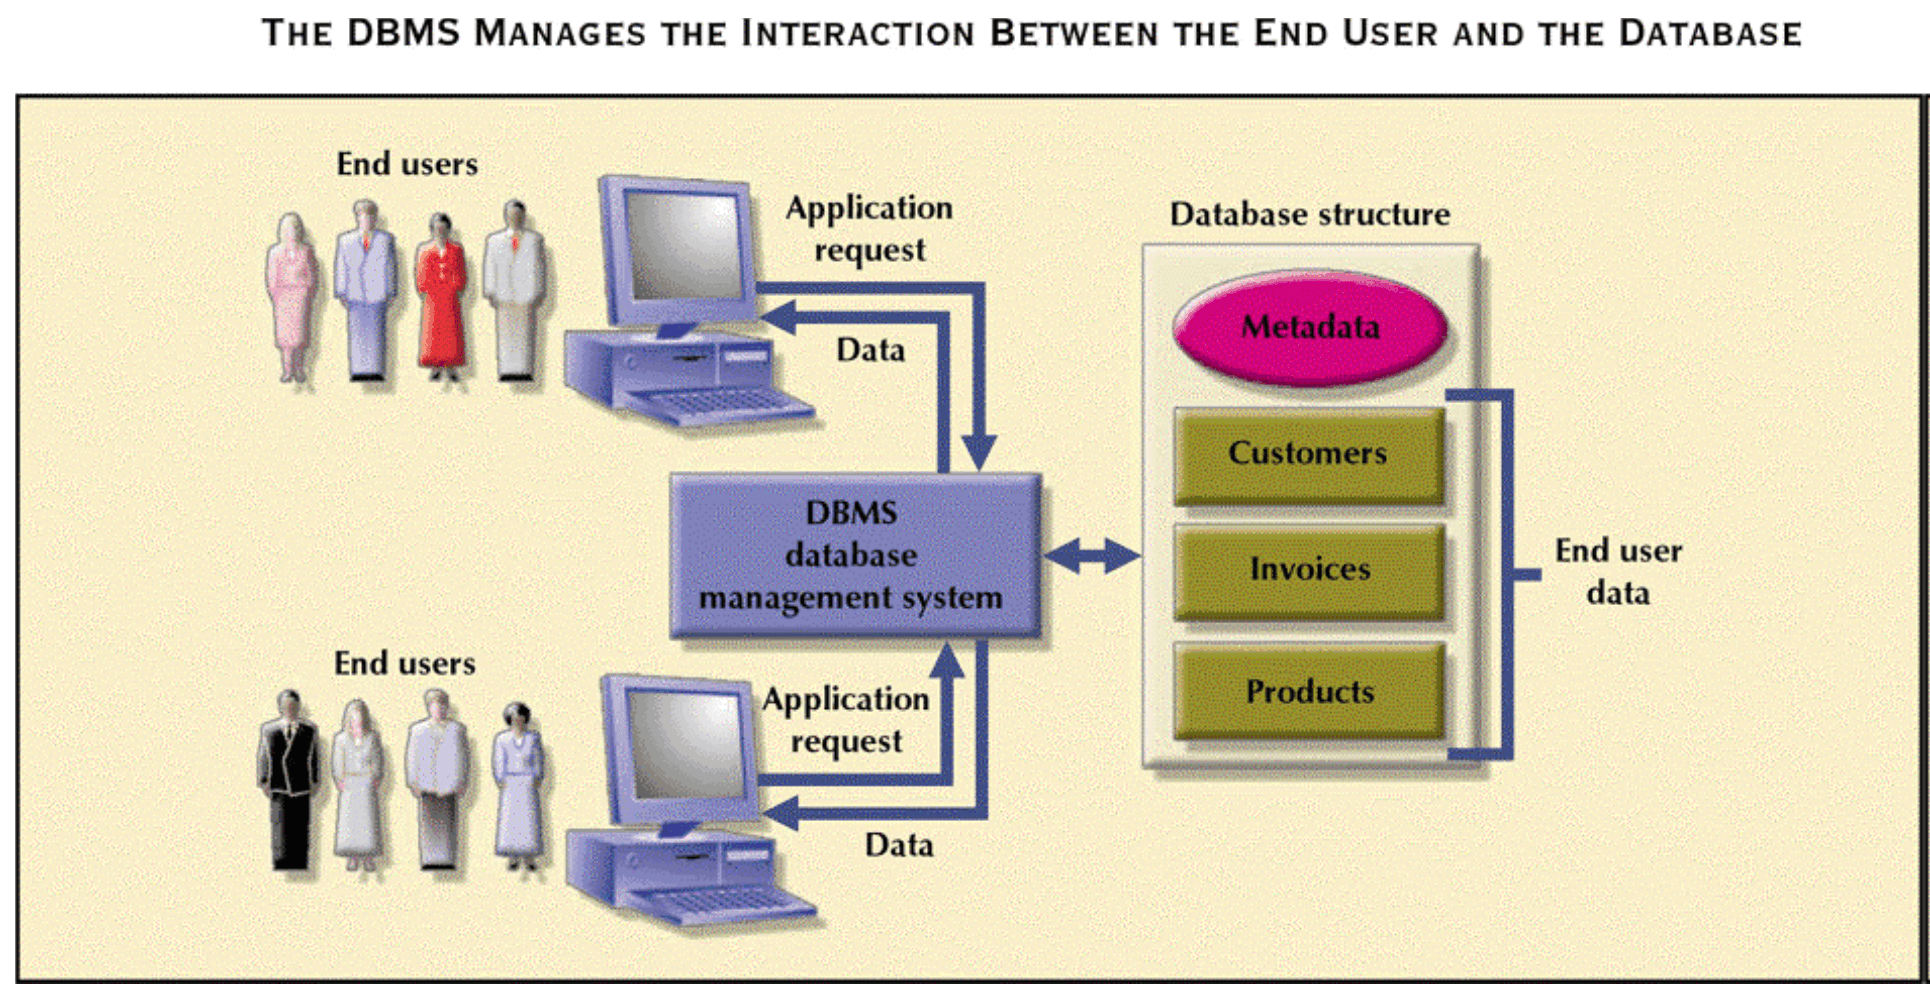 THE DBMS MANAGES THE INTERACTION BETWEEN THE END USER AND THE DATABASE
End users
Application
request
Data
Database structure
Metadata
Customers
Invoices
Products
End user
data
DBMS
database
management system
End users
Application
request
Data